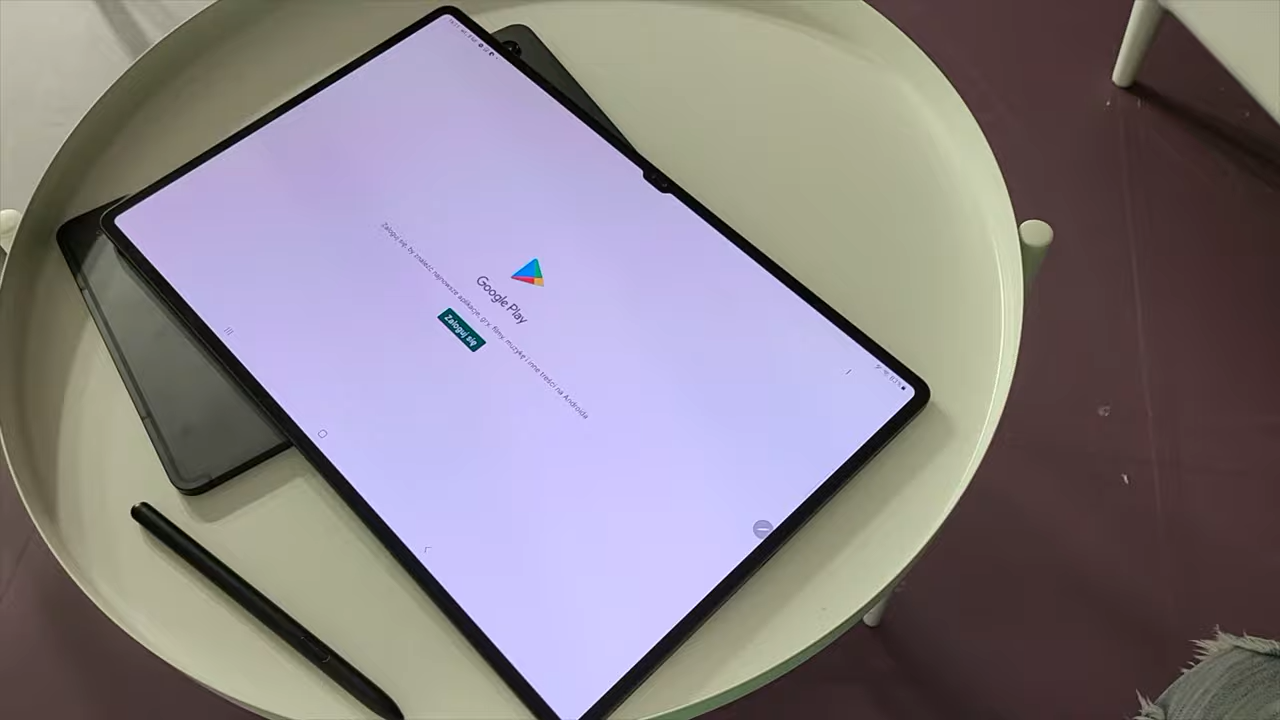 Google Play
Zaloguj się, by znaleźć najnowsze aplikacje, gry, filmy, muzykę i inne treści na Androida
Zaloguj się